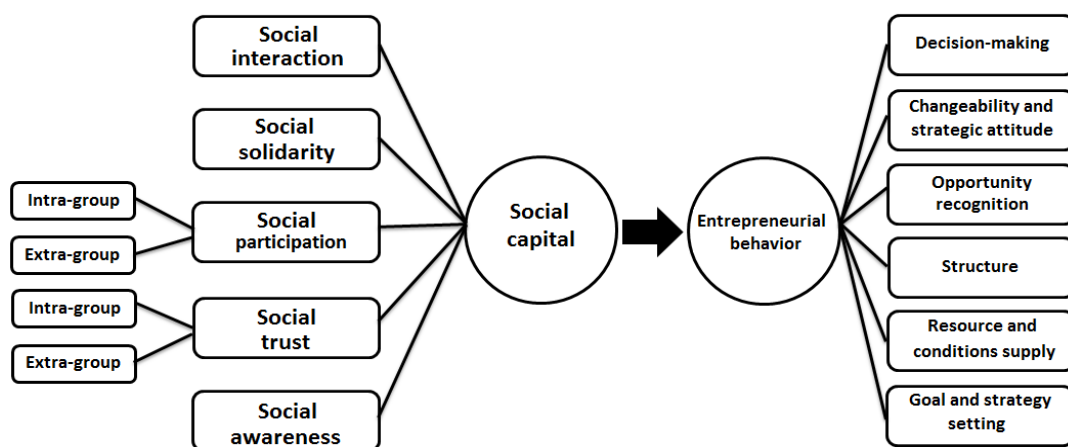 Social
interaction
Social
solidarity
Intra-group
Extra-group
Social
participation
Intra-group
Extra-group
Social
trust
Social
awareness
Social
capital
Entrepreneurial
behavior
Decision-making
Changeability and
strategic attitude
Opportunity
recognition
Structure
Resource and
conditions supply
Goal and strategy
setting